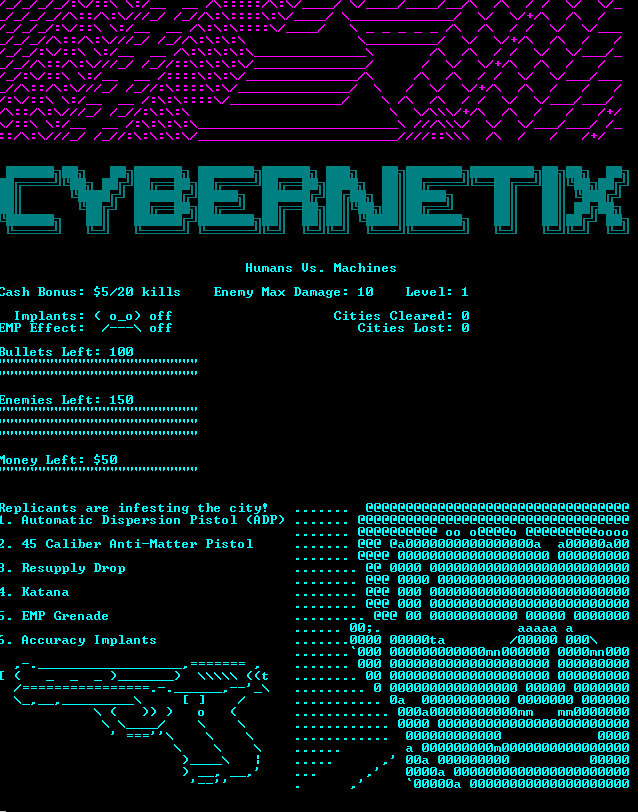 CYBERNETIX
Humans Vs. Machines
Cash Bonus: $5/20 kills    Enemy Max Damage: 10    Level: 1
Implants: ( o_o) off    Cities Cleared: 0
EMP Effect: /---\ off    Cities Lost: 0
Bullets Left: 100
Enemies Left: 150
Money Left: $50
Replicants are infesting the city!
1. Automatic Dispersion Pistol (ADP)
2. 45 Caliber Anti-Matter Pistol
3. Resupply Drop
4. Katana
5. EMP Grenade
6. Accuracy Implants